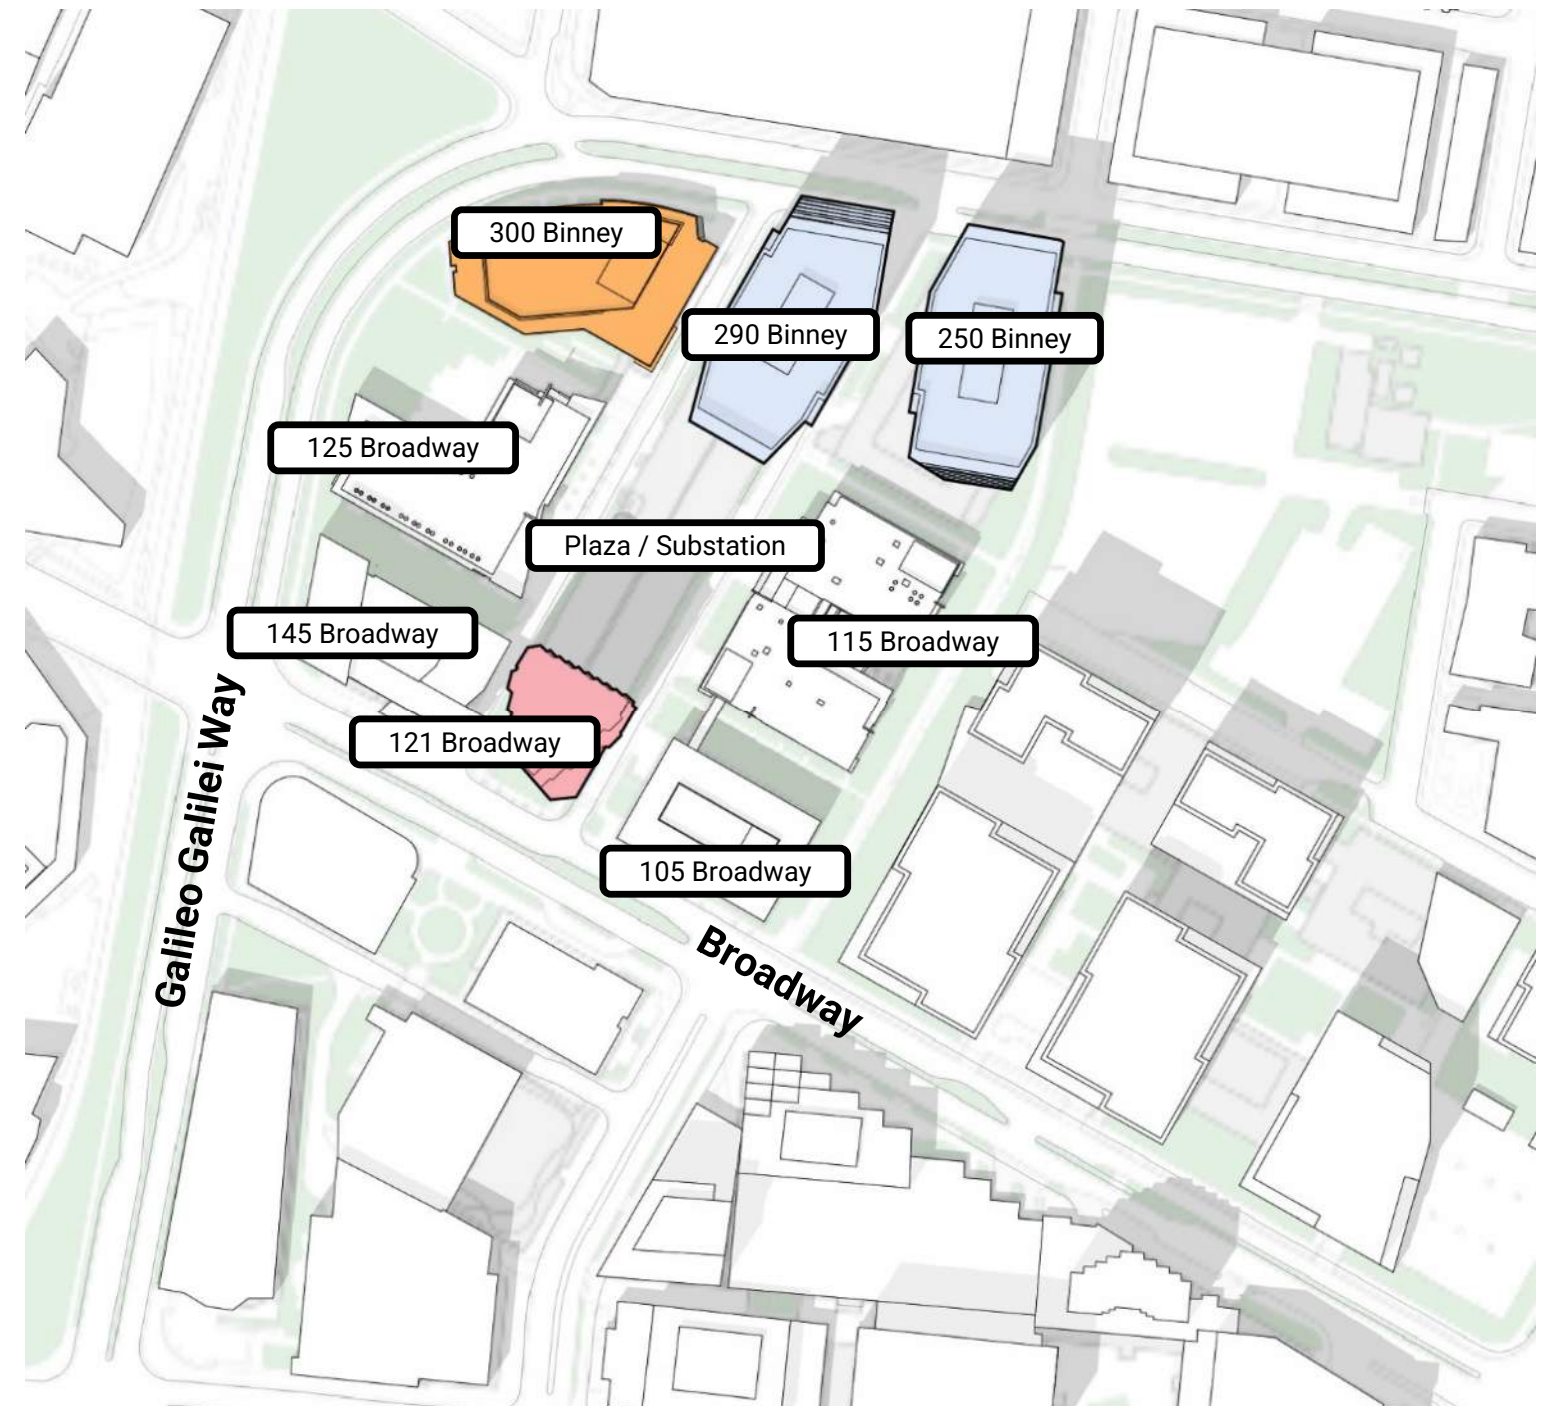 300 Binney
290 Binney
250 Binney
125 Broadway
Plaza / Substation
145 Broadway
115 Broadway
121 Broadway
Galileo Galilei Way
105 Broadway
Broadway